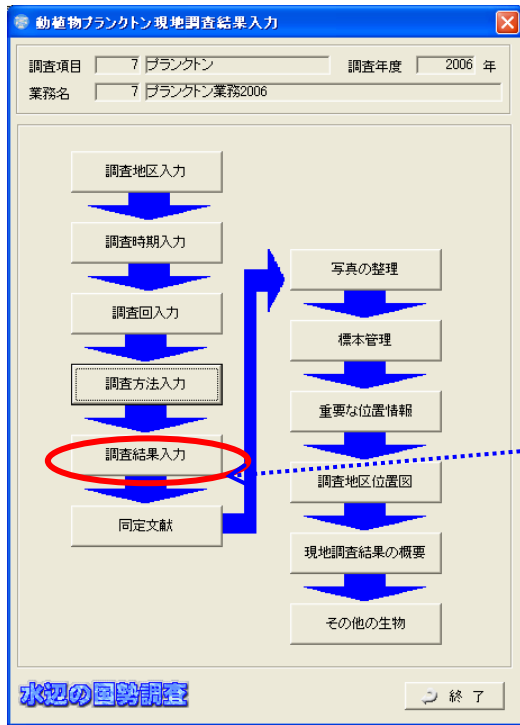 動植物プランクトン現地調査結果入力
調査項目 7 プランクトン 調査年度 2006 年
業務名 7 プランクトン業務2006
調査地区入力
調査時期入力
調査回入力
調査方法入力
調査結果入力
同定文献
写真の整理
標本管理
重要な位置情報
調査地区位置図
現地調査結果の概要
その他の生物
水辺の国勢調査
終了